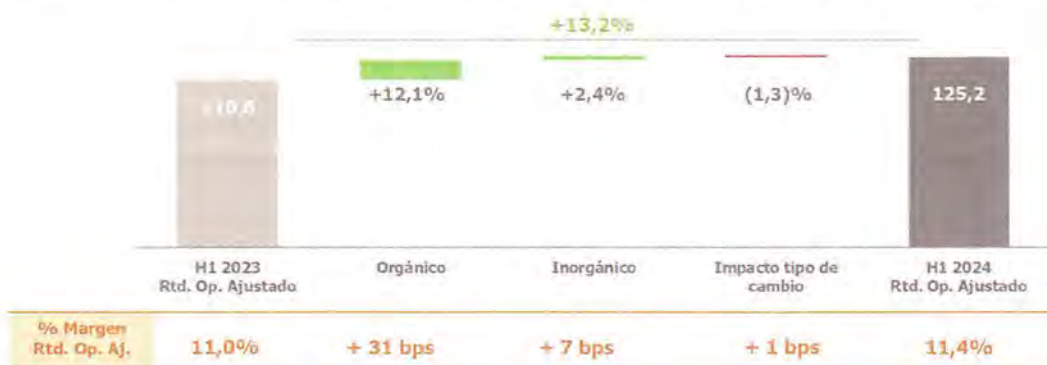 +13,2%
+12,1%
+2,4%
(1,3)%
110,6
125,2
H1 2023
Rtd. Op. Ajustado
Orgánico
Inorgánico
Impacto tipo de
cambio
H1 2024
Rtd. Op. Ajustado
% Margen
Rtd. Op. Aj.
11,0%
+ 31 bps
+ 7 bps
+ 1 bps
11,4%